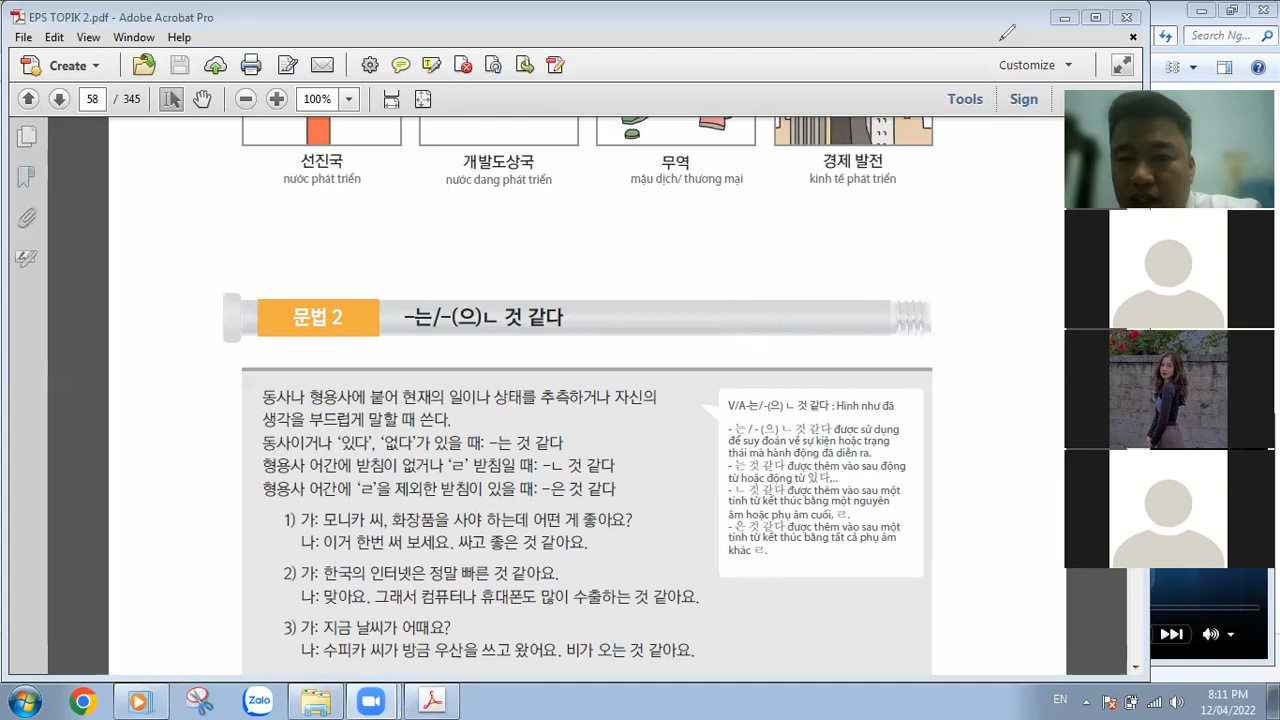 EPS TOPIK 2.pdf - Adobe Acrobat Pro
File Edit View Window Help
Create
Customize
58 / 345
100%
Tools Sign
Search Ng...
선진국 개발도상국 무역 경제 발전
nước phát triển nước đang phát triển mậu dịch/ thương mại kinh tế phát triển
문법 2 -는/-(으)ㄴ 것 같다
동사나 형용사에 붙어 현재의 일이나 상태를 추측하거나 자신의
생각을 부드럽게 말할 때 쓴다.
동사이거나 ‘있다’, ‘없다’가 있을 때: -는 것 같다
형용사 어간에 받침이 없거나 ‘ㄹ’ 받침일 때: -ㄴ 것 같다
형용사 어간에 ‘ㄹ’을 제외한 받침이 있을 때: -은 것 같다
1) 가: 모니카 씨, 화장품을 사야 하는데 어떤 게 좋아요?
나: 이거 한번 써 보세요. 싸고 좋은 것 같아요.
2) 가: 한국의 인터넷은 정말 빠른 것 같아요.
나: 맞아요. 그래서 컴퓨터나 휴대폰도 많이 수출하는 것 같아요.
3) 가: 지금 날씨가 어때요?
나: 수피카 씨가 방금 우산을 쓰고 왔어요. 비가 오는 것 같아요.
V/A-는/-(으) ㄴ 것 같다 : Hình như đã
- 는 / - (으) ㄴ 것 같다 được sử dụng
để suy đoán về sự kiện hoặc trạng
thái mà hành động đã diễn ra.
- 는 것 같다 được thêm vào sau động
từ hoặc động từ 있다,..
- ㄴ 것 같다 được thêm vào sau một
tính từ kết thúc bằng một nguyên
âm hoặc phụ âm cuối, ㄹ.
- 은 것 같다 được thêm vào sau một
tính từ kết thúc bằng tất cả phụ âm
khác ㄹ.
Zalo
EN
8:11 PM
12/04/2022